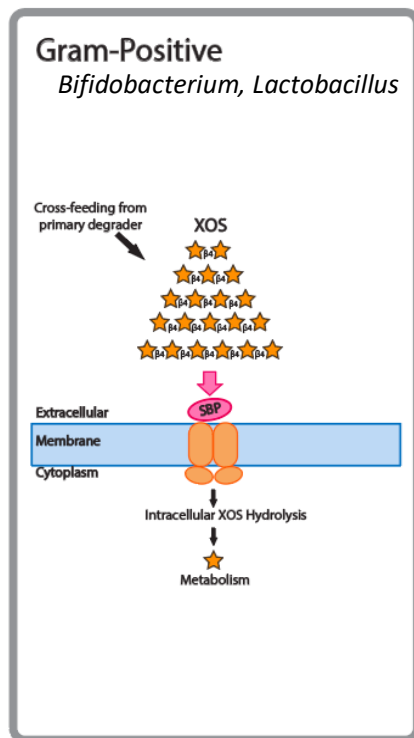 Gram-Positive
Bifidobacterium, Lactobacillus
Cross-feeding from
primary degrader
XOS
β4
β4 β4
β4 β4 β4
β4 β4 β4 β4
β4 β4 β4 β4 β4
SBP
Extracellular
Membrane
Cytoplasm
Intracellular XOS Hydrolysis
Metabolism